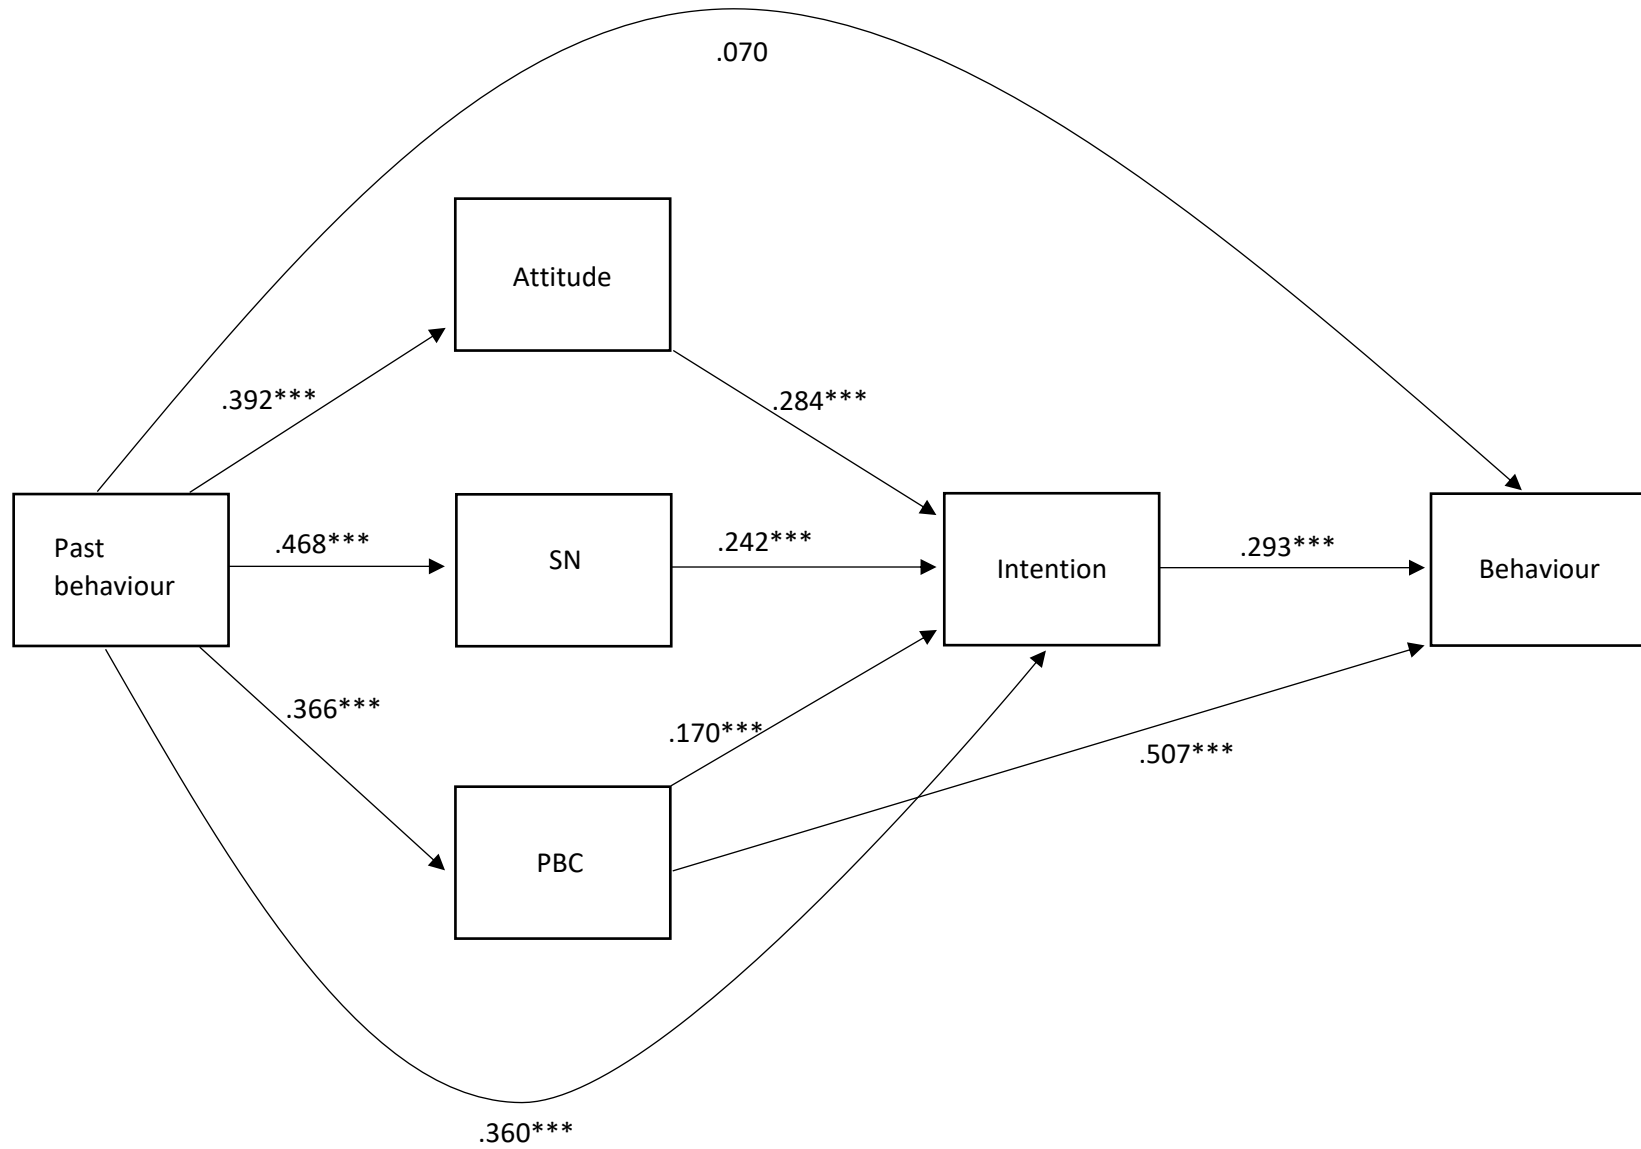 .070
Attitude
.392***
.284***
Past
behaviour
.468***
SN
.242***
Intention
.293***
Behaviour
.366***
.170***
.507***
PBC
.360***